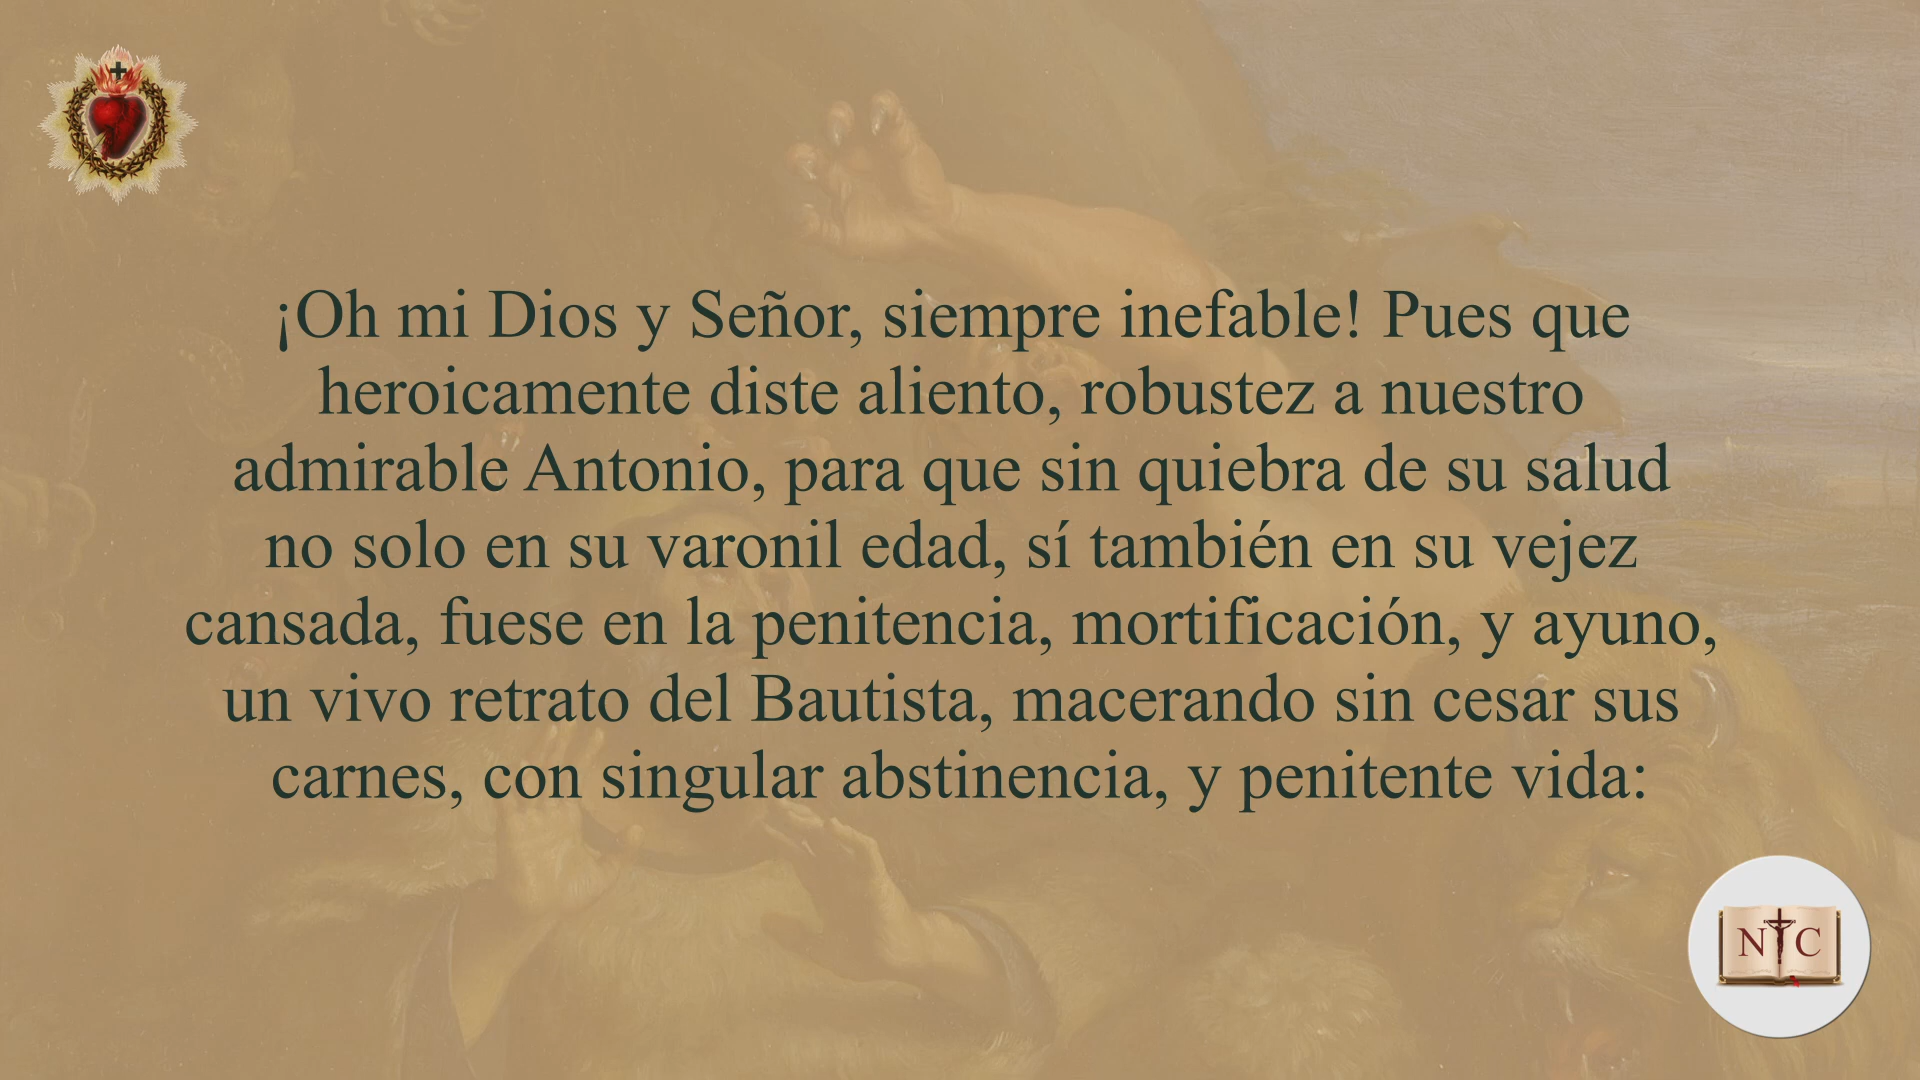 ¡Oh mi Dios y Señor, siempre inefable! Pues que
heroicamente diste aliento, robustez a nuestro
admirable Antonio, para que sin quiebra de su salud
no solo en su varonil edad, sí también en su vejez
cansada, fuese en la penitencia, mortificación, y ayuno,
un vivo retrato del Bautista, macerando sin cesar sus
carnes, con singular abstinencia, y penitente vida:
N C